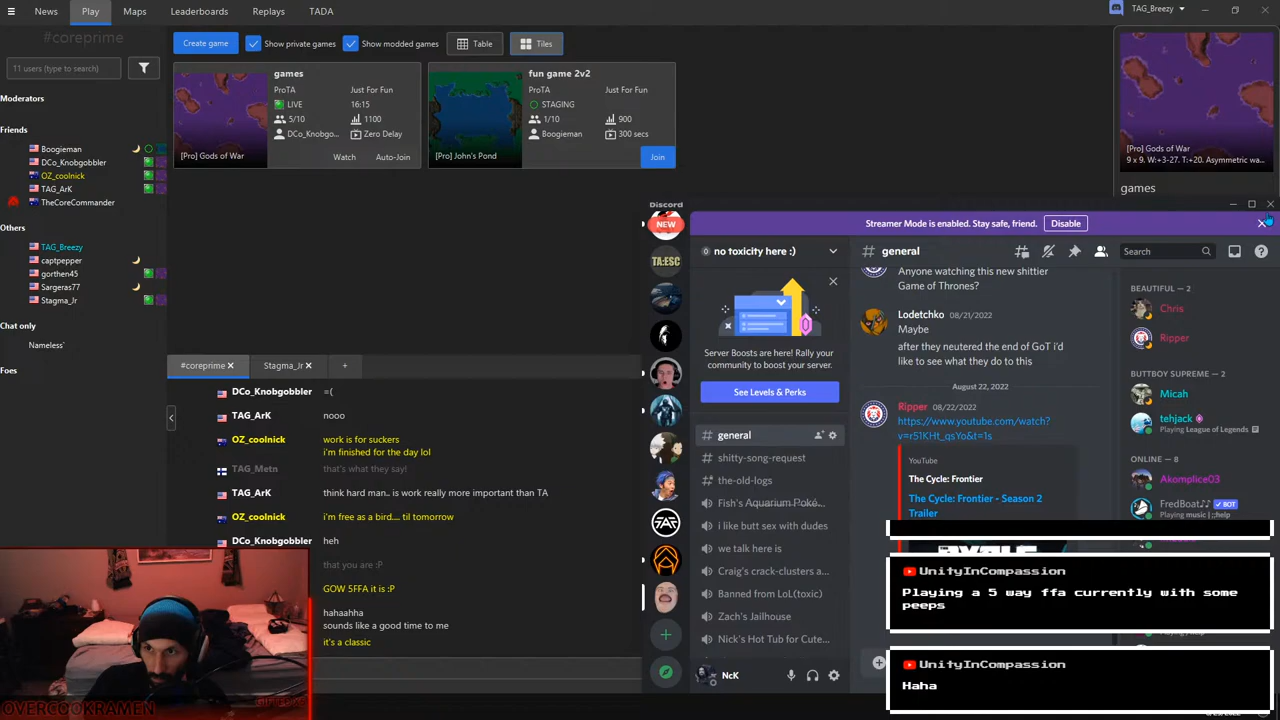 News
Play
Maps
Leaderboards
Replays
TADA
TAG_Breezy
#coreprime
11 users (type to search)
Moderators
Friends
Boogieman
DCo_Knobgobbler
OZ_coolnick
TAG_ArK
TheCoreCommander
Others
TAG_Breezy
captpepper
gorthen45
Sargeras77
Stagma_Jr
Chat only
Nameless`
Foes
Create game
Show private games
Show modded games
Table
Tiles
games
ProTA
Just For Fun
LIVE
16:15
5/10
1100
DCo_Knobgo...
Zero Delay
[Pro] Gods of War
Watch
Auto-Join
fun game 2v2
ProTA
Just For Fun
STAGING
1/10
900
Boogieman
300 secs
[Pro] John's Pond
Join
[Pro] Gods of War
9 x 9. W:+3-27. T:+20. Asymmetric wa...
games
#coreprime
Stagma_Jr
+
DCo_Knobgobbler
=(
TAG_ArK
nooo
OZ_coolnick
work is for suckers
i'm finished for the day lol
TAG_Metn
that's what they say!
TAG_ArK
think hard man.. is work really more important than TA
OZ_coolnick
i'm free as a bird.... til tomorrow
DCo_Knobgobbler
heh
that you are :P
GOW 5FFA it is :P
hahaahha
sounds like a good time to me
it's a classic
OVERCOOKRAMEN
Discord
Streamer Mode is enabled. Stay safe, friend.
Disable
NEW
TA:ESC
no toxicity here :)
Server Boosts are here! Rally
your community to boost your
server.
See Levels & Perks
general
shitty-song-request
the-old-logs
Fish's Aquarium Poké...
i like butt sex with dudes
we talk here is
Craig's crack-clusters a...
Banned from LoL(toxic)
Zach's Jailhouse
Nick's Hot Tub for Cute...
NcK
# general
Search
Anyone watching this new shittier
Game of Thrones?
Lodetchko 08/21/2022
Maybe
after they neutered the end of GoT i'd
like to see what they do to this
August 22, 2022
Ripper 08/22/2022
https://www.youtube.com/watch?
v=r51KHt_qsYo&t=1s
YouTube
The Cycle: Frontier
The Cycle: Frontier - Season 2
Trailer
BEAUTIFUL — 2
Chris
Ripper
BUTTBOY SUPREME — 2
Micah
tehjack
Playing League of Legends
ONLINE — 8
Akomplice03
FredBoat♪♪ ✓ BOT
Playing music | ;;help
UnityInCompassion
Playing a 5 way ffa currently with some
peeps
UnityInCompassion
Haha